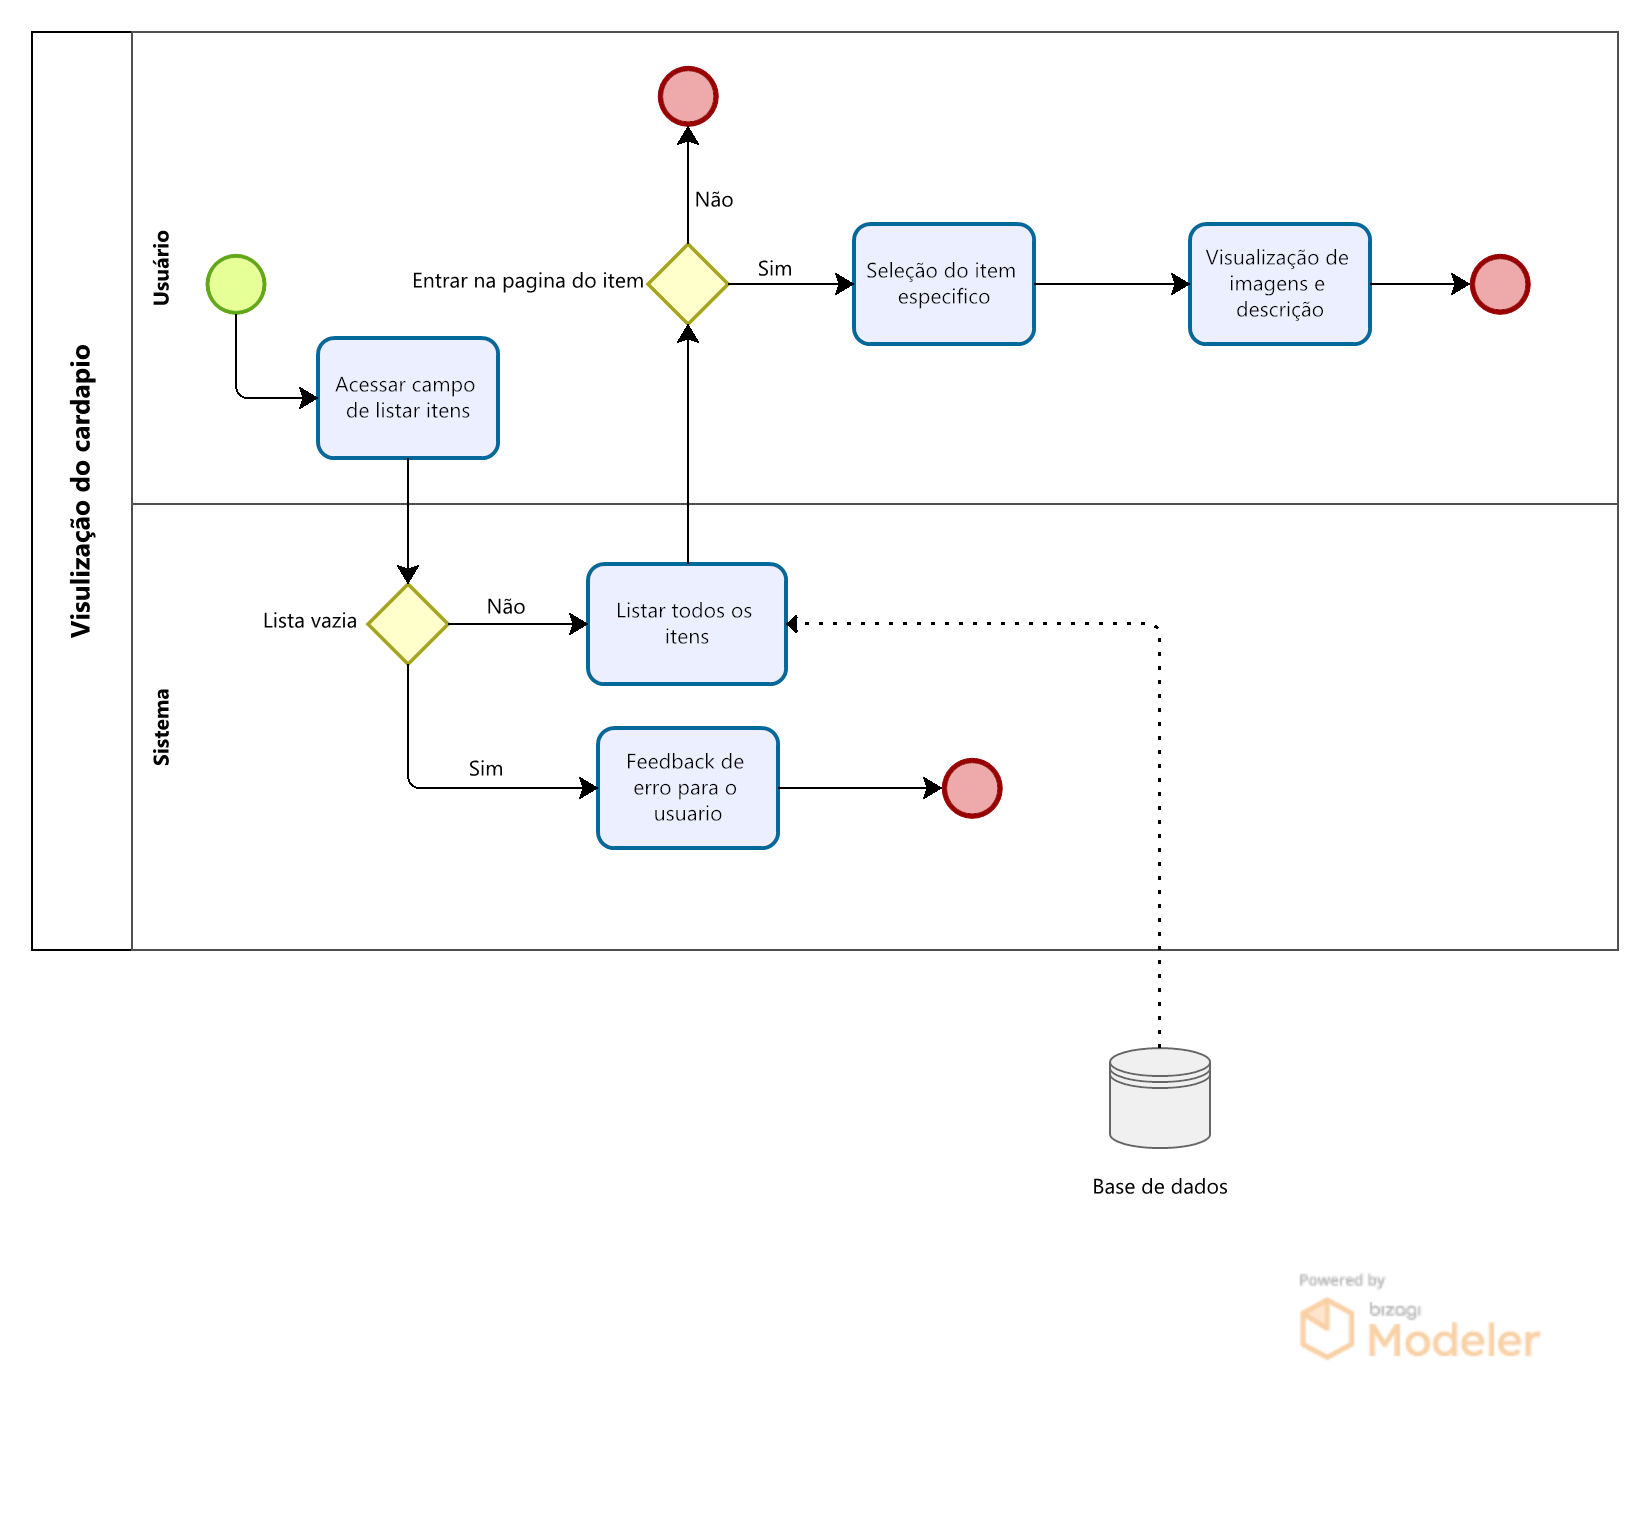 Visulização do cardapio
Usuário
Não
Entrar na pagina do item
Sim
Seleção do item
especifico
Visualização de
imagens e
descrição
Acessar campo
de listar itens
Sistema
Lista vazia
Não
Listar todos os
itens
Sim
Feedback de
erro para o
usuario
Base de dados
Powered by
bizagi
Modeler